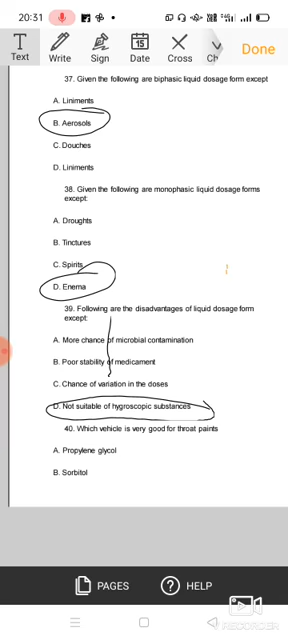 20:31
Text
Write
Sign
15
Date
Cross
Ch
Done
37. Given the following are biphasic liquid dosage form except
A. Liniments
B. Aerosols
C. Douches
D. Liniments
38. Given the following are monophasic liquid dosage forms
except:
A. Droughts
B. Tinctures
C. Spirits
D. Enema
39. Following are the disadvantages of liquid dosage form
except:
A. More chance of microbial contamination
B. Poor stability of medicament
C. Chance of variation in the doses
D. Not suitable of hygroscopic substances
40. Which vehicle is very good for throat paints
A. Propylene glycol
B. Sorbitol
PAGES
HELP
RECORDER